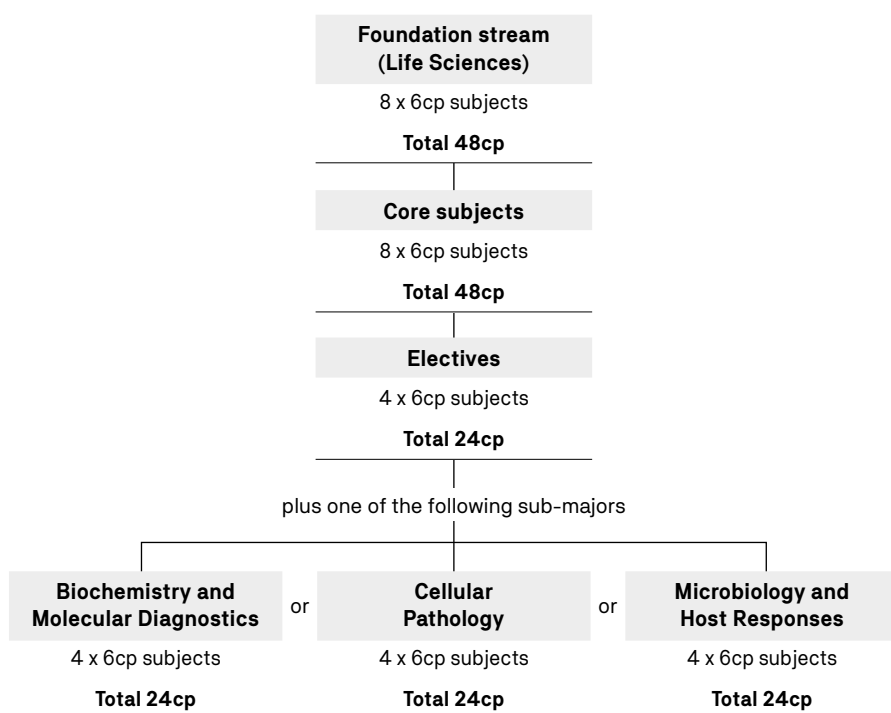 Foundation stream
(Life Sciences)
8 x 6cp subjects
Total 48cp
Core subjects
8 x 6cp subjects
Total 48cp
Electives
4 x 6cp subjects
Total 24cp
plus one of the following sub-majors
Biochemistry and
Molecular Diagnostics
4 x 6cp subjects
Total 24cp
or
Cellular
Pathology
4 x 6cp subjects
Total 24cp
or
Microbiology and
Host Responses
4 x 6cp subjects
Total 24cp